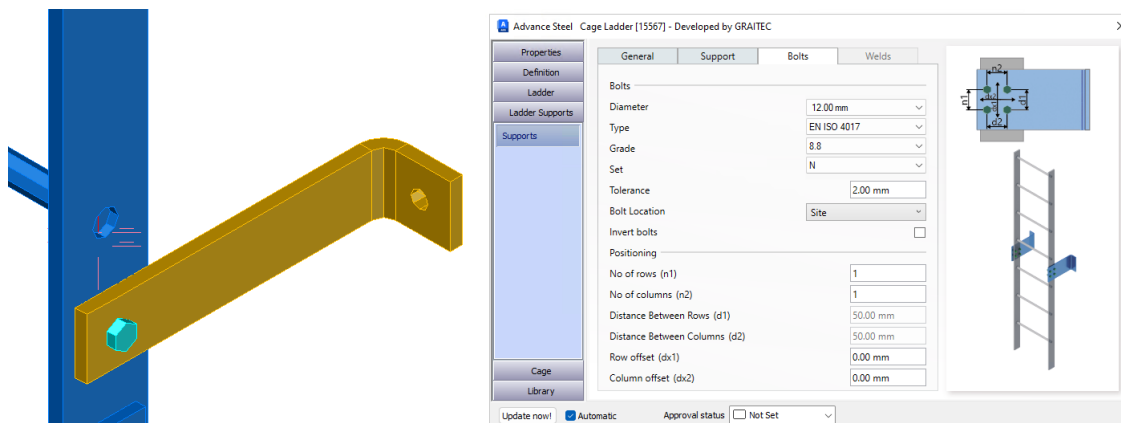 Advance Steel Cage Ladder [15567] - Developed by GRAITEC
Properties
Definition
Ladder
Ladder Supports
Supports
Cage
Library
General Support Bolts Welds
Bolts
Diameter 12.00 mm
Type EN ISO 4017
Grade 8.8
Set N
Tolerance 2.00 mm
Bolt Location Site
Invert bolts
Positioning
No of rows (n1) 1
No of columns (n2) 1
Distance Between Rows (d1) 50.00 mm
Distance Between Columns (d2) 50.00 mm
Row offset (dx1) 0.00 mm
Column offset (dx2) 0.00 mm
n2
n1
d1
d2
Update now! Automatic Approval status Not Set